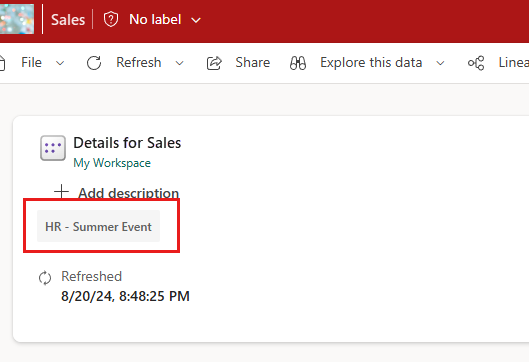 Sales No label
File Refresh Share Explore this data
Details for Sales
My Workspace
Add description
HR - Summer Event
Refreshed
8/20/24, 8:48:25 PM